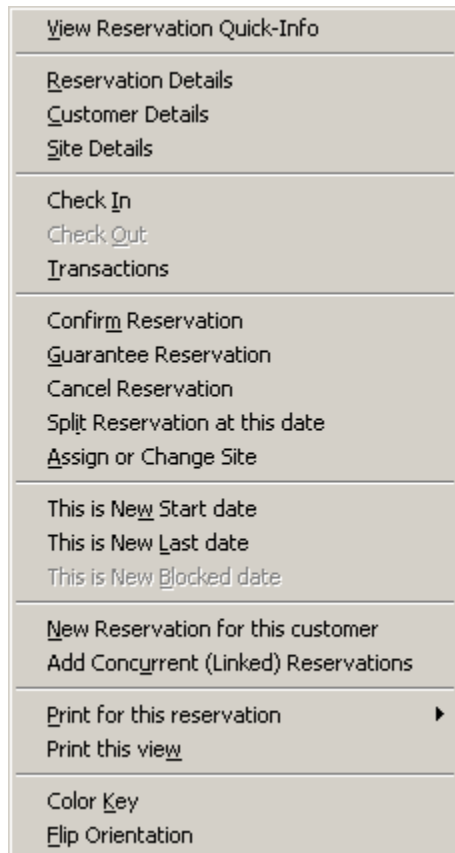 View Reservation Quick-Info
Reservation Details
Customer Details
Site Details
Check In
Check Out
Transactions
Confirm Reservation
Guarantee Reservation
Cancel Reservation
Split Reservation at this date
Assign or Change Site
This is New Start date
This is New Last date
This is New Blocked date
New Reservation for this customer
Add Concurrent (Linked) Reservations
Print for this reservation
Print this view
Color Key
Flip Orientation